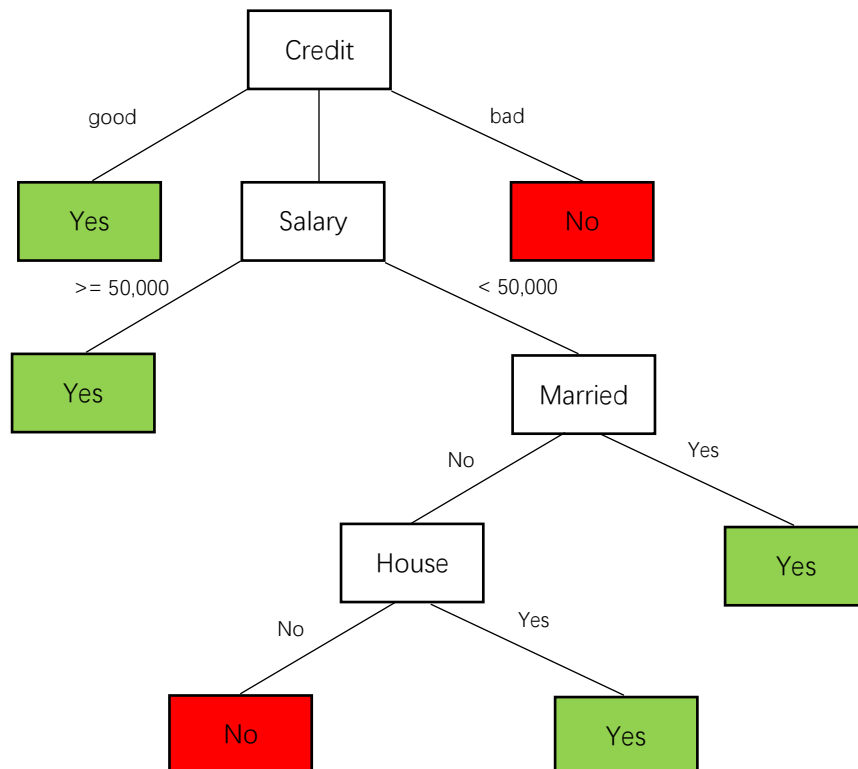 Credit
good
bad
Yes
Salary
No
>= 50,000
< 50,000
Yes
Married
No
Yes
House
Yes
No
Yes
No
Yes